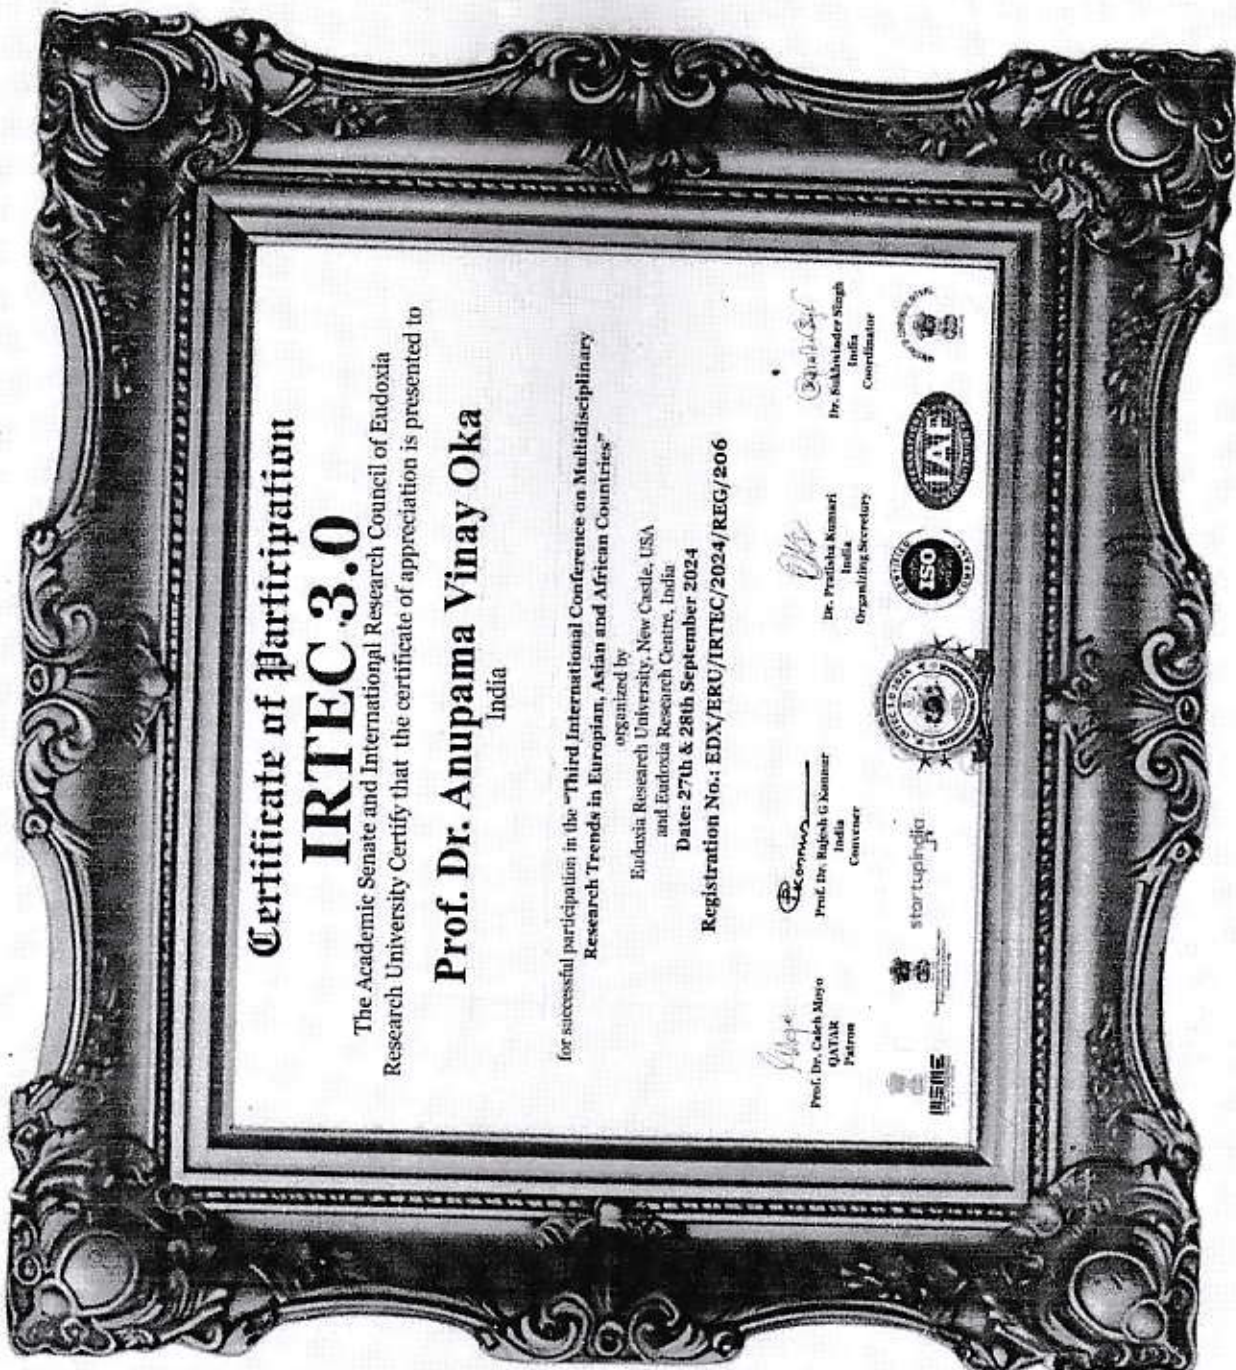 Certificate of Participation
IRTEC 3.0
The Academic Senate and International Research Council of Eudoxia
Research University Certify that the certificate of appreciation is presented to
Prof. Dr. Anupama Vinay Oka
India
for successful participation in the "Third International Conference on Multidisciplinary
Research Trends in Europian, Asian and African Countries"
organized by
Eudoxia Research University, New Castle, USA
and Eudoxia Research Centre, India
Date: 27th & 28th September 2024
Registration No.: EDX/ERU/IRTEC/2024/REG/206
Prof. Dr. Caleb Moyo
QATAR
Patron
Prof. Dr. Rajesh G Konnur
India
Convener
Dr. Pratisha Kumari
India
Organizing Secretary
Dr. Sukhwinder Singh
India
Coordinator
MSME
startupindia
CERTIFIED
ISO
COMPANY
IAF